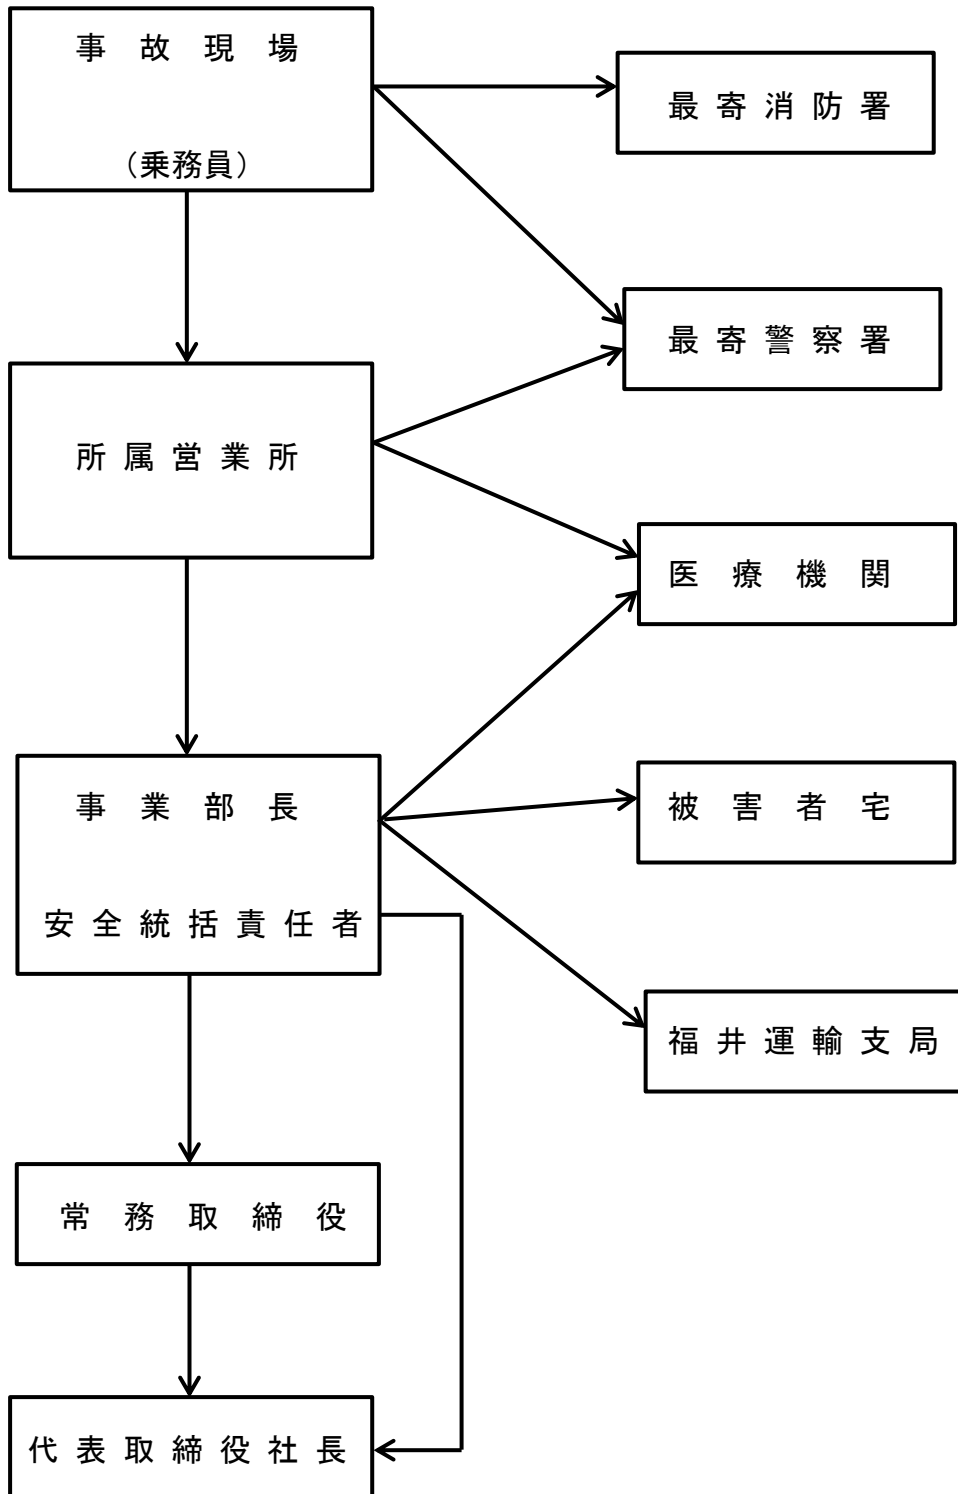 事故現場
（乗務員）
最寄消防署
最寄警察署
所属営業所
医療機関
事業部長
安全統括責任者
被害者宅
福井運輸支局
常務取締役
代表取締役社長